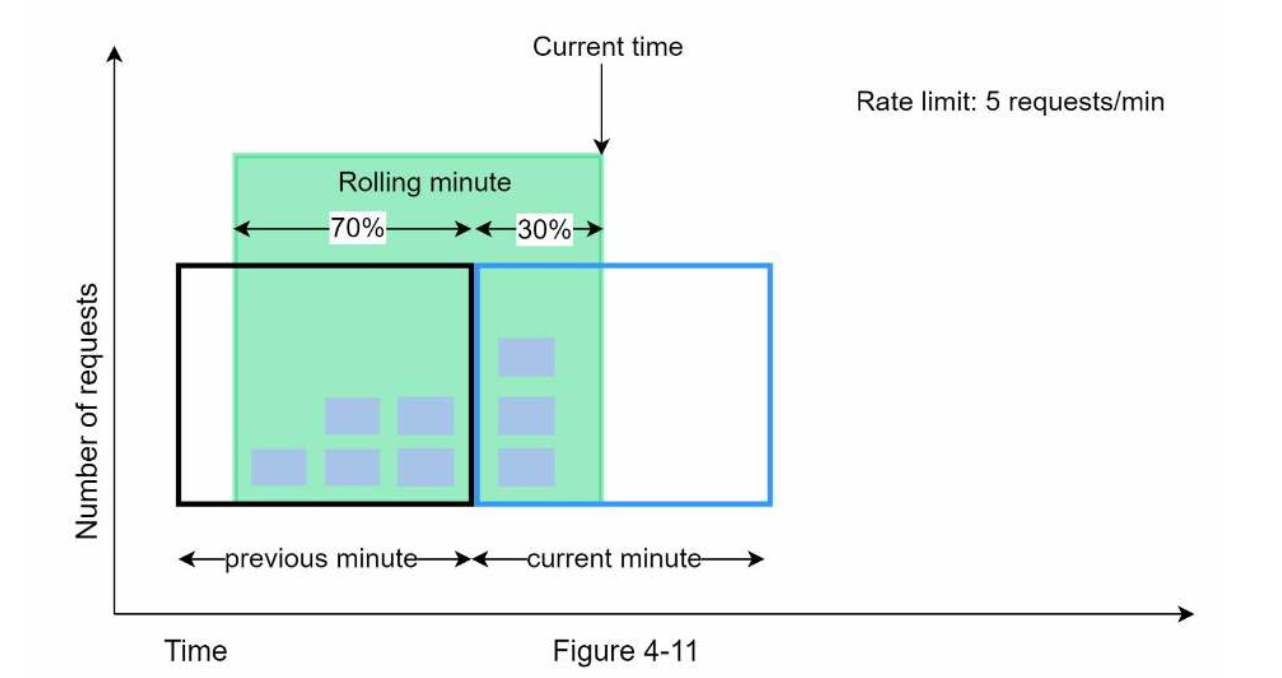 Current time
Rate limit: 5 requests/min
Rolling minute
70%
30%
Number of requests
previous minute
current minute
Time
Figure 4-11